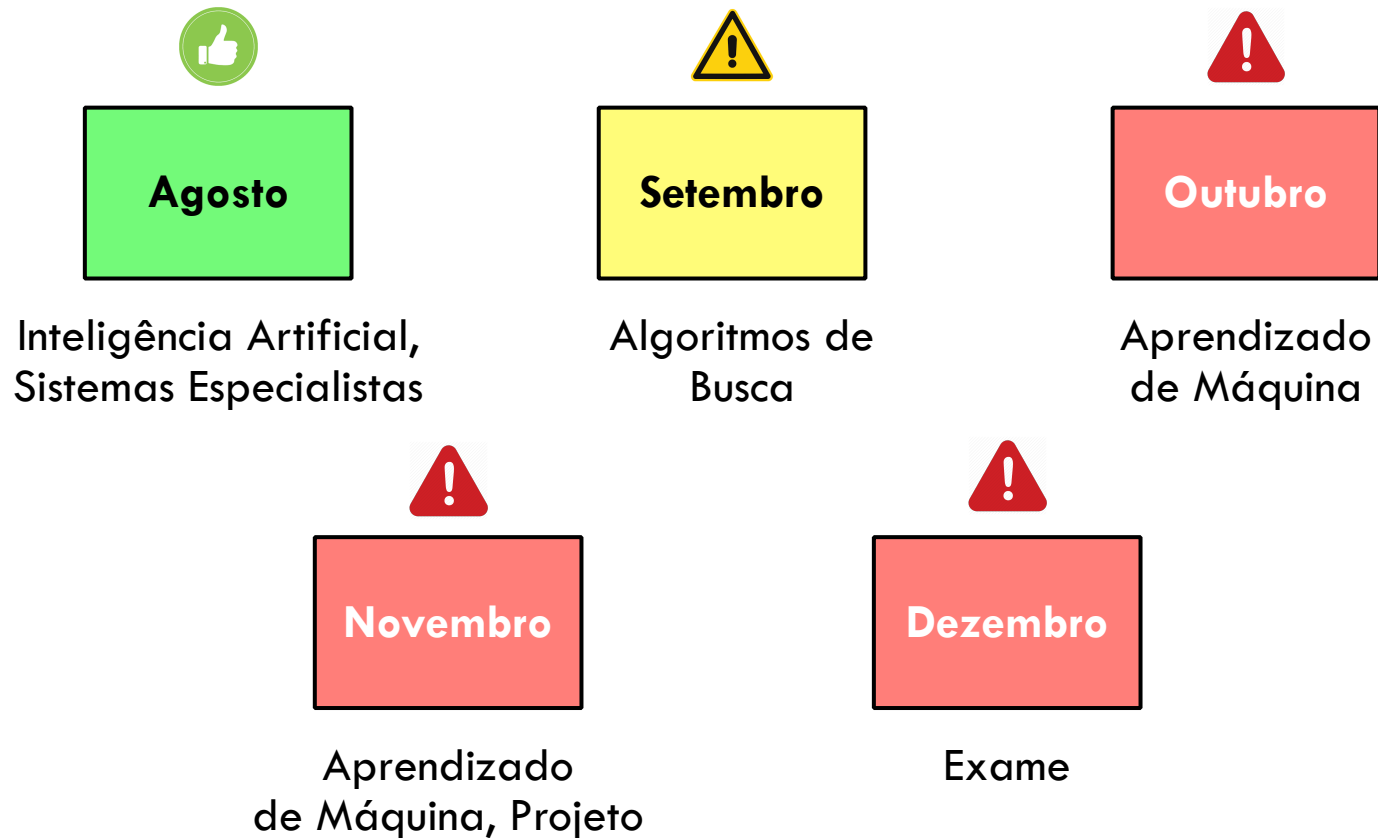 Agosto
Setembro
Outubro
Inteligência Artificial,
Sistemas Especialistas
Algoritmos de
Busca
Aprendizado
de Máquina
Novembro
Dezembro
Aprendizado
de Máquina, Projeto
Exame